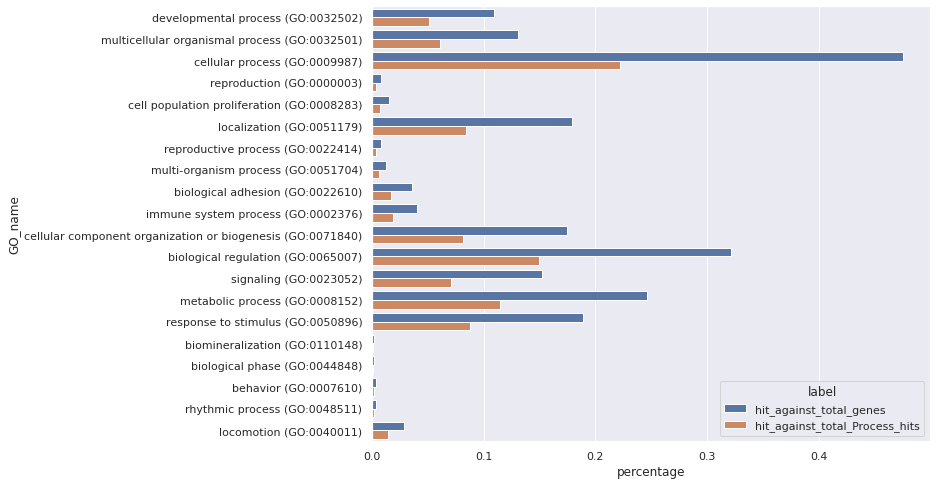 developmental process (GO:0032502)
multicellular organismal process (GO:0032501)
cellular process (GO:0009987)
reproduction (GO:0000003)
cell population proliferation (GO:0008283)
localization (GO:0051179)
reproductive process (GO:0022414)
multi-organism process (GO:0051704)
biological adhesion (GO:0022610)
immune system process (GO:0002376)
cellular component organization or biogenesis (GO:0071840)
biological regulation (GO:0065007)
signaling (GO:0023052)
metabolic process (GO:0008152)
response to stimulus (GO:0050896)
biomineralization (GO:0110148)
biological phase (GO:0044848)
behavior (GO:0007610)
rhythmic process (GO:0048511)
locomotion (GO:0040011)
GO_name
label
hit_against_total_genes
hit_against_total_Process_hits
0.0 0.1 0.2 0.3 0.4
percentage